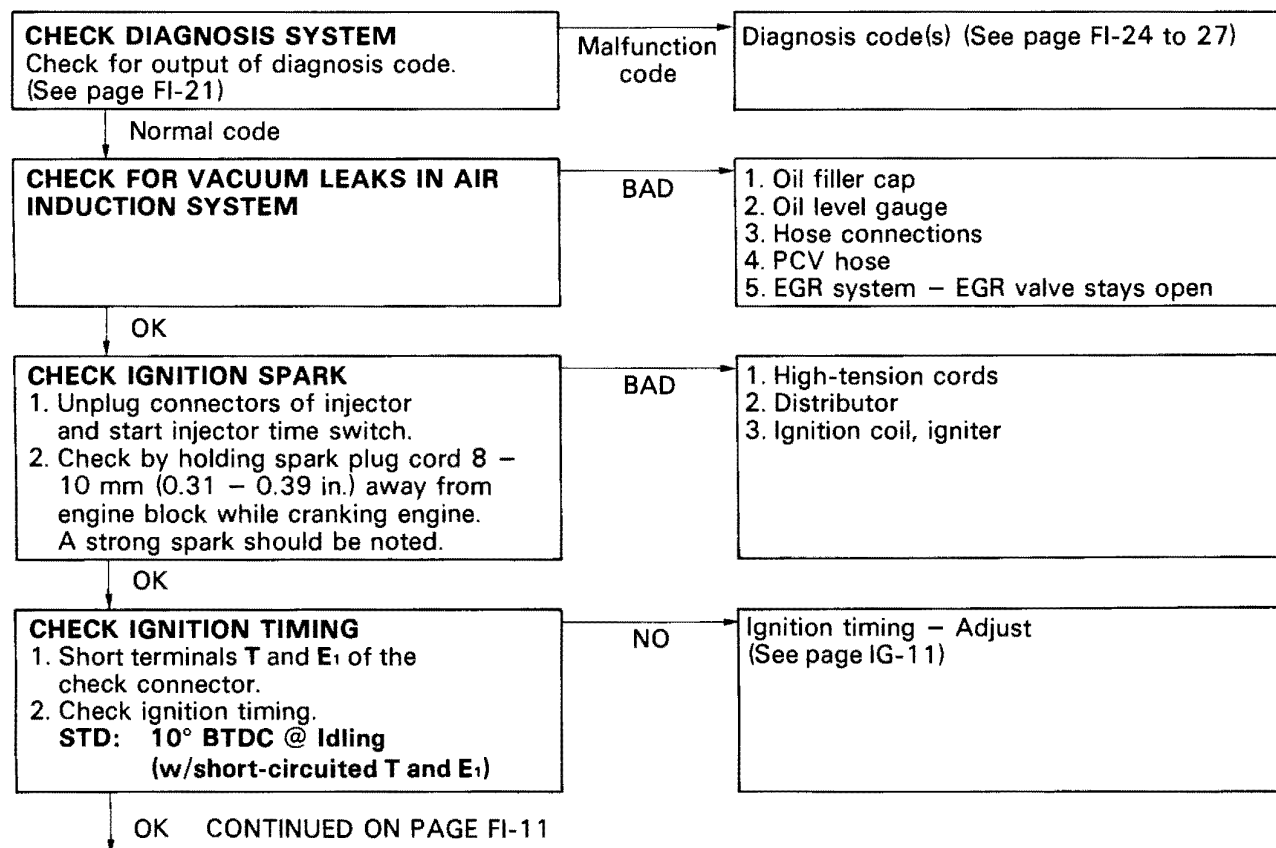 CHECK DIAGNOSIS SYSTEM
Check for output of diagnosis code.
(See page FI-21)
Malfunction
code
Diagnosis code(s) (See page FI-24 to 27)
Normal code
CHECK FOR VACUUM LEAKS IN AIR
INDUCTION SYSTEM
BAD
1. Oil filler cap
2. Oil level gauge
3. Hose connections
4. PCV hose
5. EGR system – EGR valve stays open
OK
CHECK IGNITION SPARK
1. Unplug connectors of injector
and start injector time switch.
2. Check by holding spark plug cord 8 –
10 mm (0.31 – 0.39 in.) away from
engine block while cranking engine.
A strong spark should be noted.
BAD
1. High-tension cords
2. Distributor
3. Ignition coil, igniter
OK
CHECK IGNITION TIMING
1. Short terminals T and E₁ of the
check connector.
2. Check ignition timing.
STD: 10° BTDC @ Idling
(w/short-circuited T and E₁)
NO
Ignition timing – Adjust
(See page IG-11)
OK CONTINUED ON PAGE FI-11